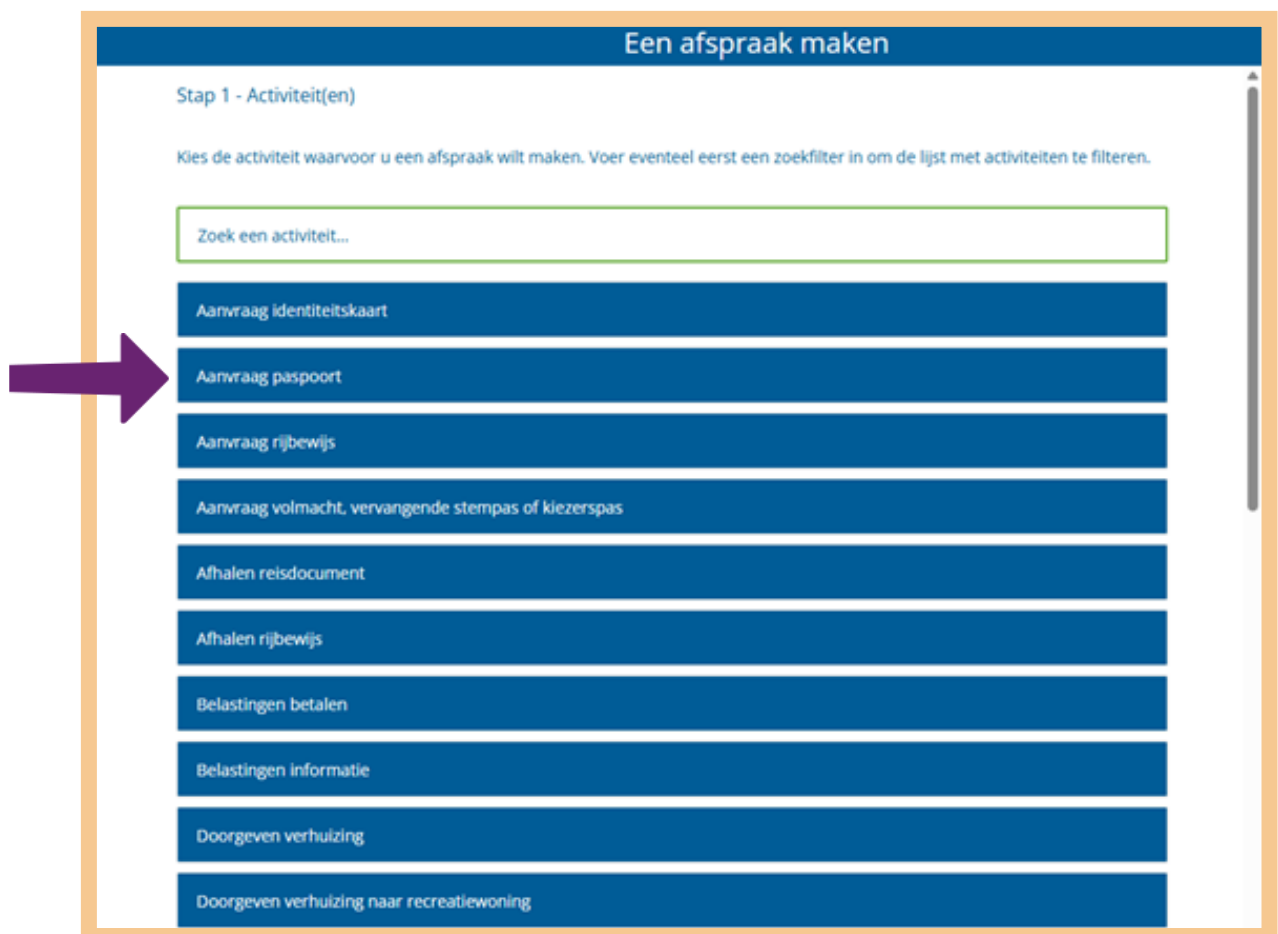 Een afspraak maken
Stap 1 - Activiteit(en)
Kies de activiteit waarvoor u een afspraak wilt maken. Voer eventeel eerst een zoekfilter in om de lijst met activiteiten te filteren.
Zoek een activiteit...
Aanvraag identiteitskaart
Aanvraag paspoort
Aanvraag rijbewijs
Aanvraag volmacht, vervangende stempas of kiezerspas
Afhalen reisdocument
Afhalen rijbewijs
Belastingen betalen
Belastingen informatie
Doorgeven verhuizing
Doorgeven verhuizing naar recreatiewoning